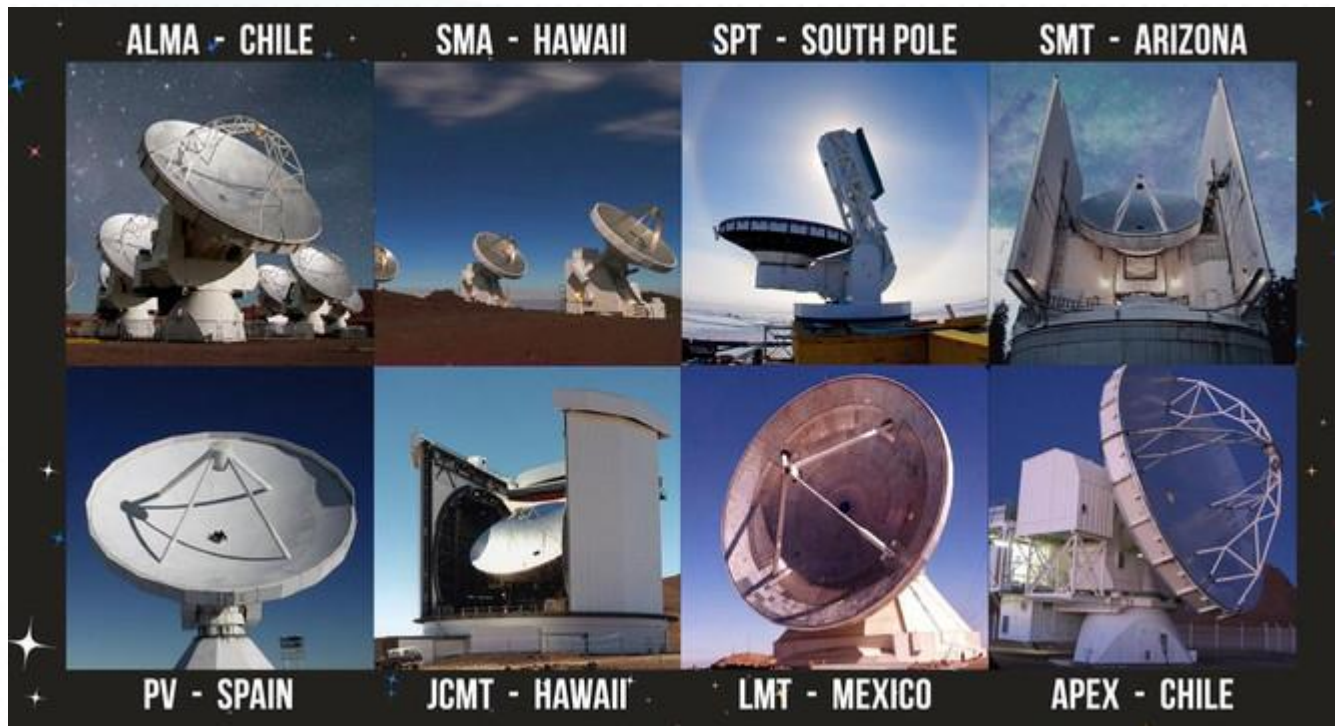 ALMA - CHILE
SMA - HAWAII
SPT - SOUTH POLE
SMT - ARIZONA
PV - SPAIN
JCMT - HAWAII
LMT - MEXICO
APEX - CHILE